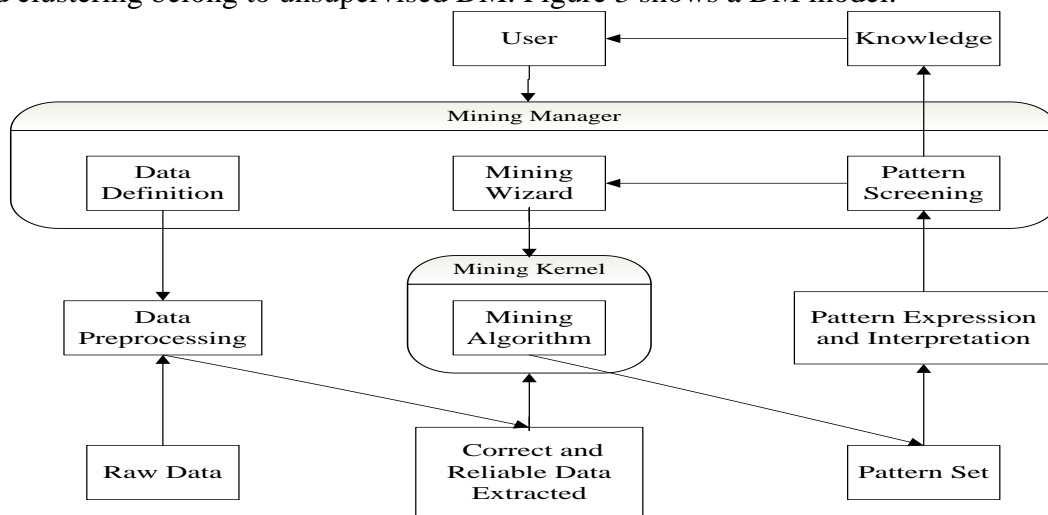 d clustering belong to unsupervised DM. Figure 3 shows a DM model.
User
Knowledge
Mining Manager
Data
Definition
Mining
Wizard
Pattern
Screening
Mining Kernel
Data
Preprocessing
Mining
Algorithm
Pattern Expression
and Interpretation
Raw Data
Correct and
Reliable Data
Extracted
Pattern Set